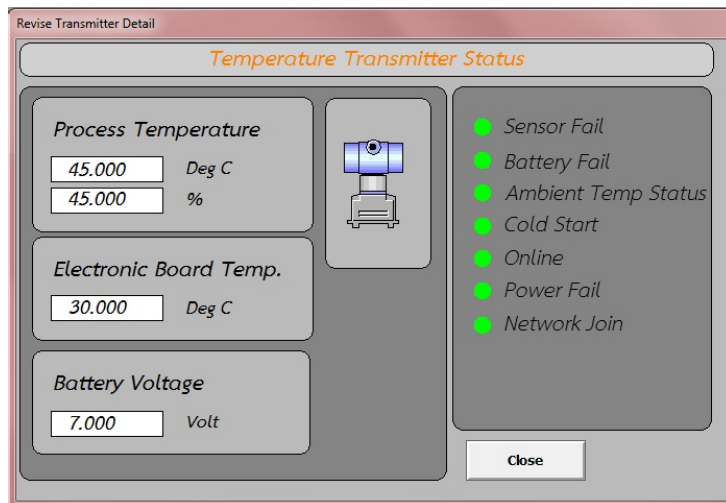 Revise Transmitter Detail
Temperature Transmitter Status
Process Temperature
45.000 Deg C
45.000 %
Electronic Board Temp.
30.000 Deg C
Battery Voltage
7.000 Volt
Sensor Fail
Battery Fail
Ambient Temp Status
Cold Start
Online
Power Fail
Network Join
Close